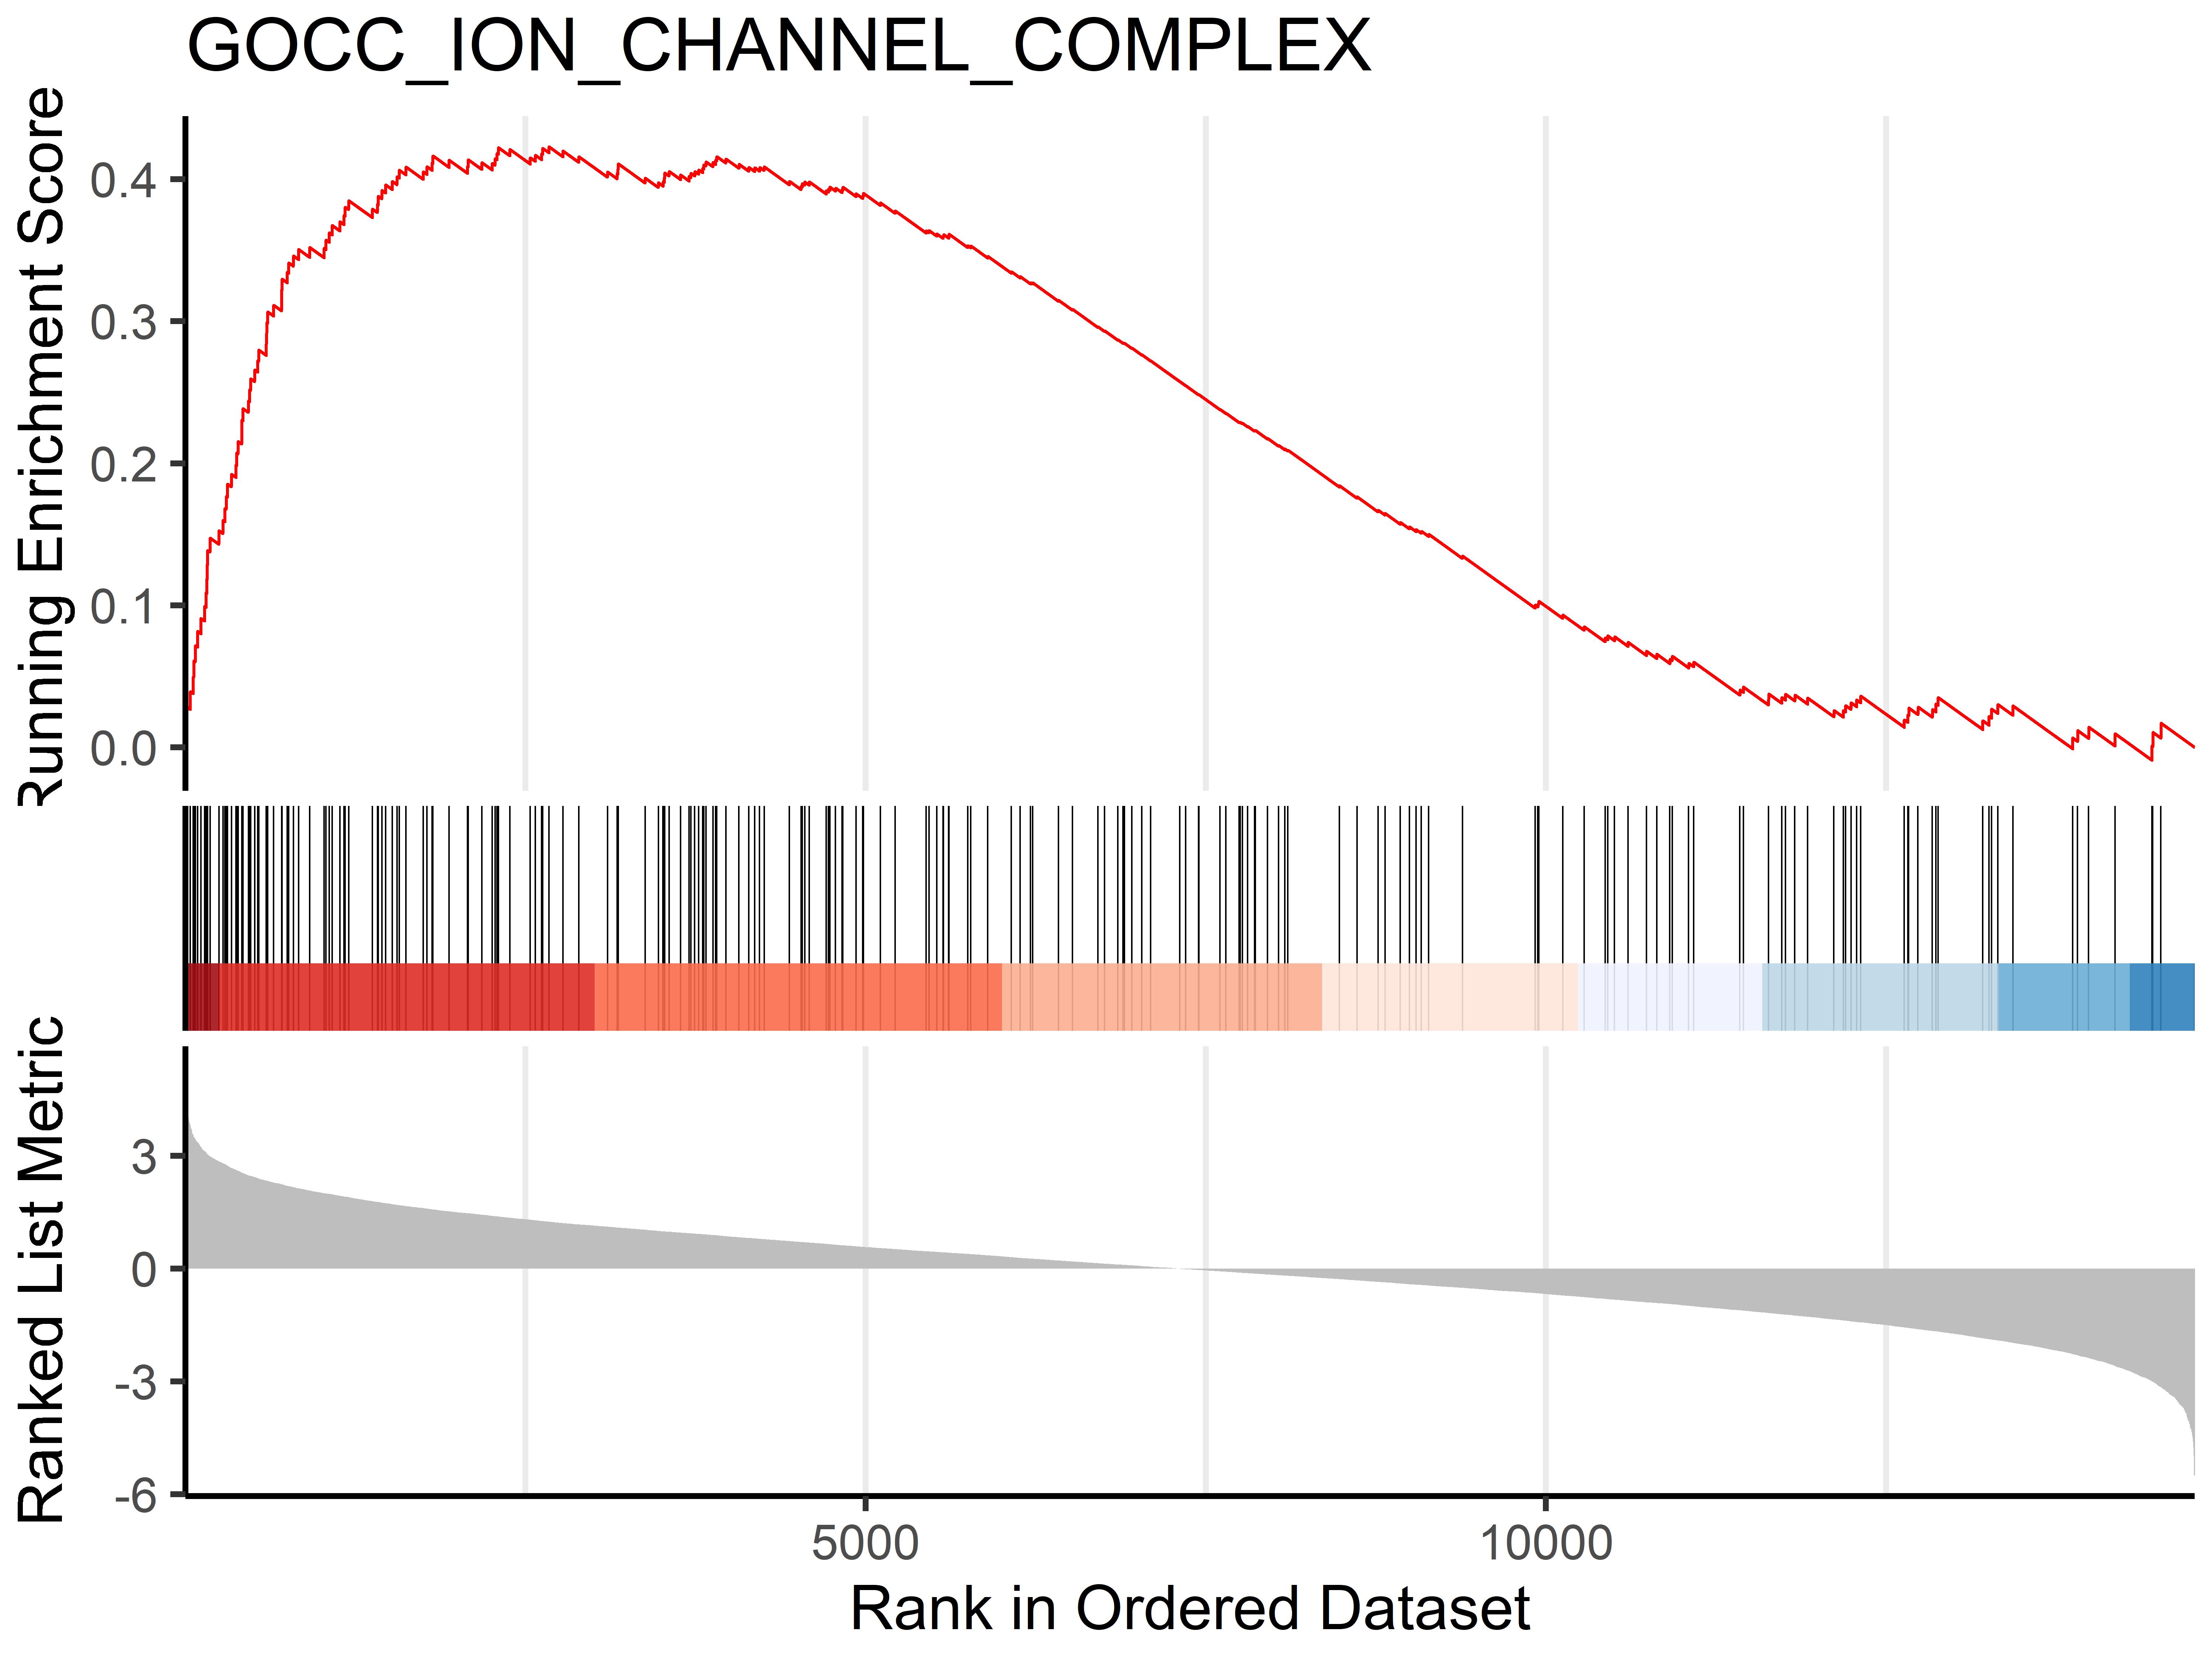 GOCC_ION_CHANNEL_COMPLEX
Running Enrichment Score
0.4
0.3
0.2
0.1
0.0
Ranked List Metric
3
0
-3
-6
5000
10000
Rank in Ordered Dataset